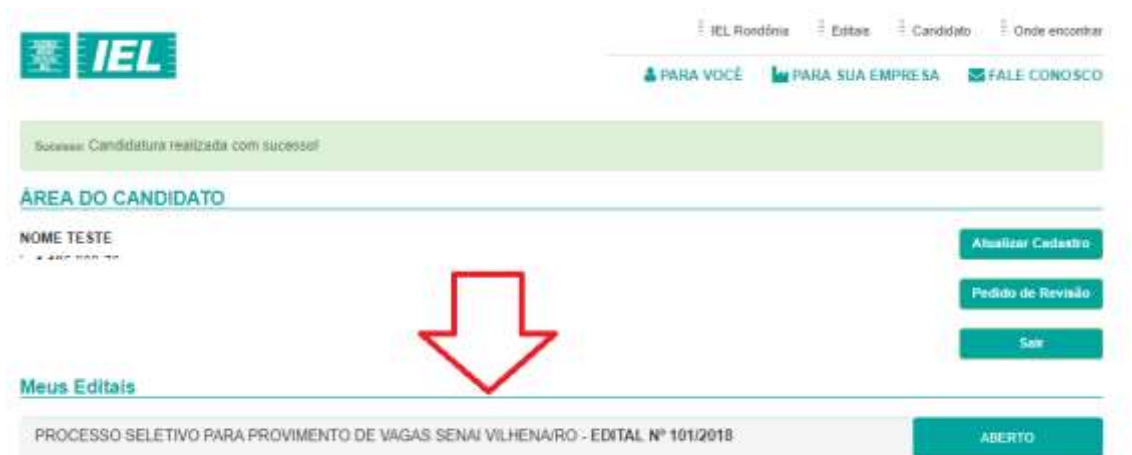 IEL
IEL Rondônia Editais Candidato Onde encontrar
PARA VOCÊ PARA SUA EMPRESA FALE CONOSCO
Sucesso: Candidatura realizada com sucesso!
ÁREA DO CANDIDATO
NOME TESTE
Atualizar Cadastro
Pedido de Revisão
Sair
Meus Editais
PROCESSO SELETIVO PARA PROVIMENTO DE VAGAS SENAI VILHENA/RO - EDITAL Nº 101/2018 ABERTO